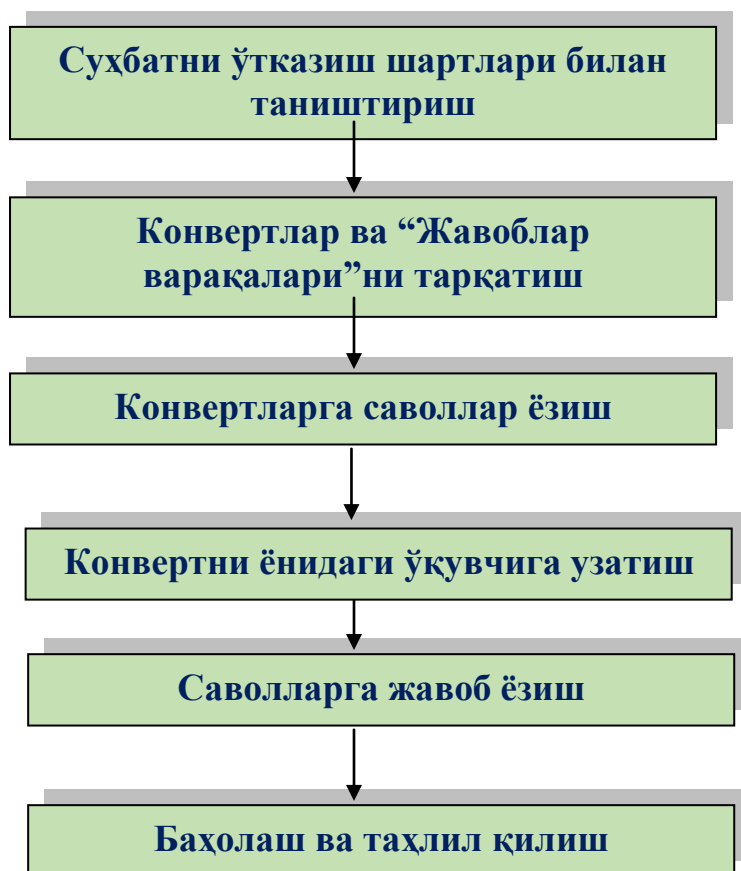 Суҳбатни ўтказиш шартлари билан
таништириш
Конвертлар ва “Жавоблар
варақалари”ни тарқатиш
Конвертларга саволлар ёзиш
Конвертни ёнидаги ўқувчига узатиш
Саволларга жавоб ёзиш
Баҳолаш ва таҳлил қилиш